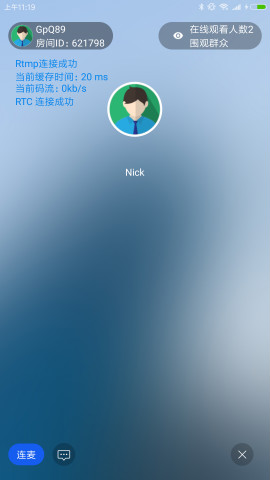 上午11:19
GpQ89
房间ID：621798
在线观看人数2
围观群众
Rtmp连接成功
当前缓存时间: 20 ms
当前码流: 0kb/s
RTC 连接成功
Nick
连麦